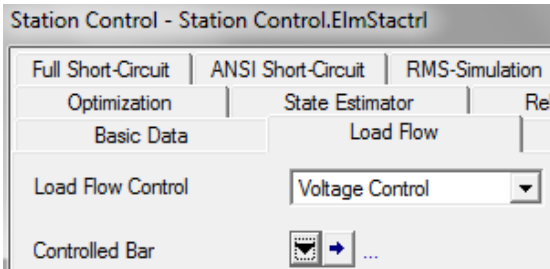 Station Control - Station Control.ElmStactrl
Full Short-Circuit ANSI Short-Circuit RMS-Simulation
Optimization State Estimator
Basic Data Load Flow
Load Flow Control Voltage Control
Controlled Bar ...